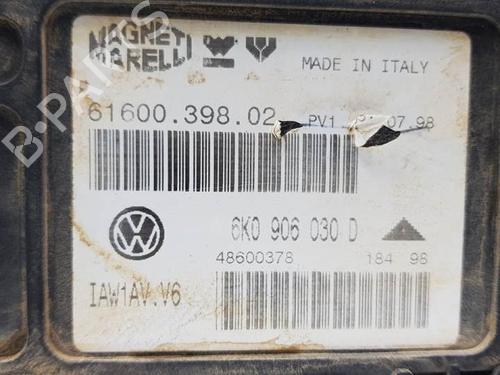 MAGNETI
MARELLI
MADE IN ITALY
61600.398.02 PV1 07.98
6K0 906 030 D
48600378 184 98
IAW1AV.V6
B-PARTS